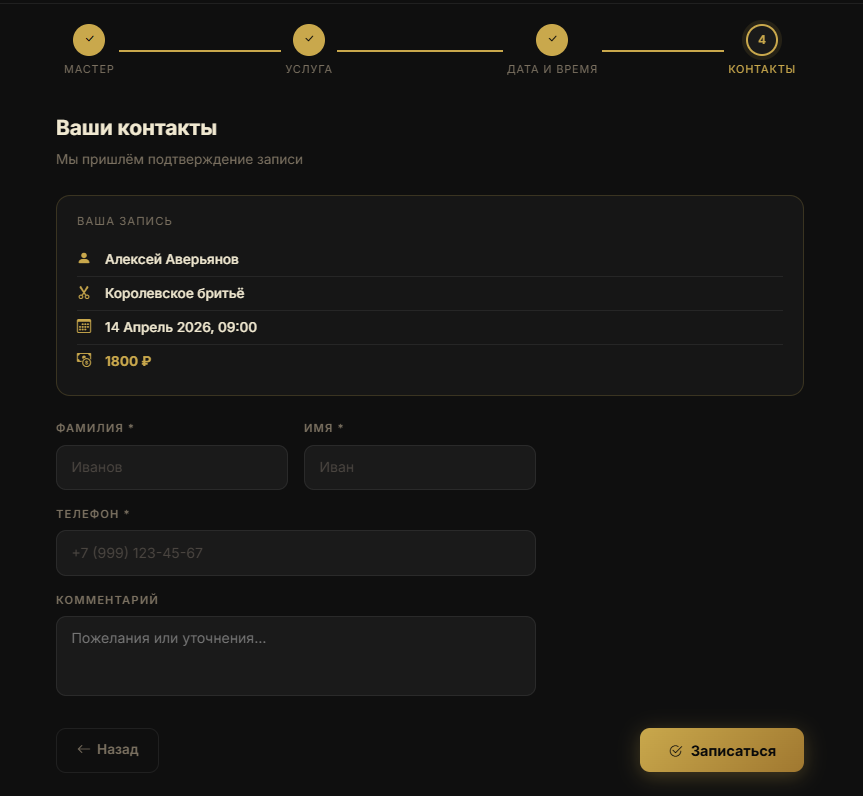 4
МАСТЕР УСЛУГА ДАТА И ВРЕМЯ КОНТАКТЫ
Ваши контакты
Мы пришлём подтверждение записи
ВАША ЗАПИСЬ
Алексей Аверьянов
Королевское бритьё
14 Апрель 2026, 09:00
1800 ₽
ФАМИЛИЯ * ИМЯ *
Иванов Иван
ТЕЛЕФОН *
+7 (999) 123-45-67
КОММЕНТАРИЙ
Пожелания или уточнения...
Назад Записаться